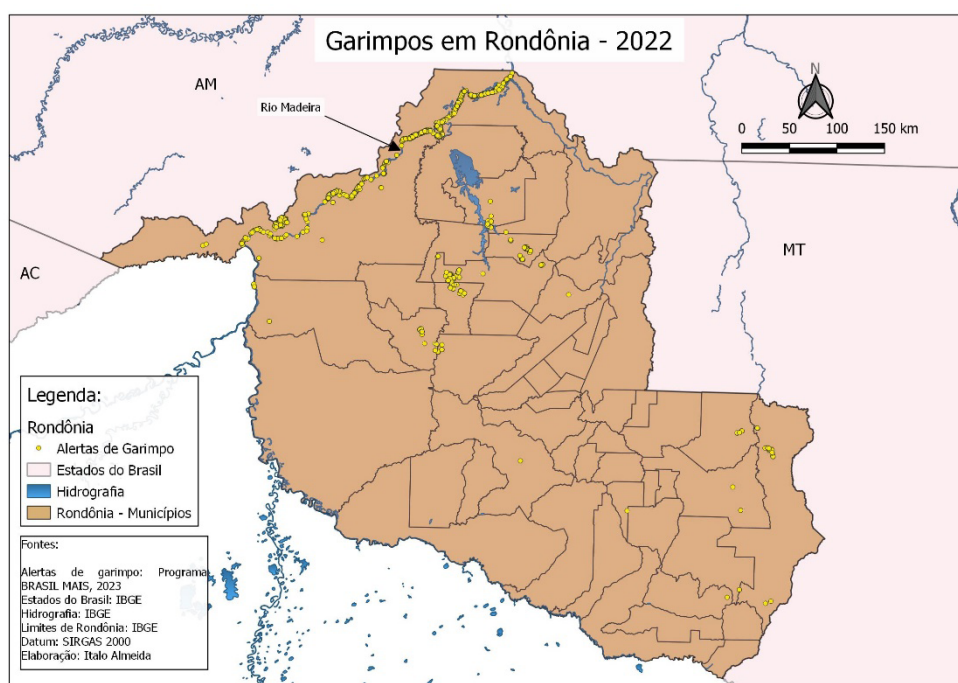 Garimpos em Rondônia - 2022
AM
N
Rio Madeira
0 50 100 150 km
MT
AC
Legenda:
Rondônia
Alertas de Garimpo
Estados do Brasil
Hidrografia
Rondônia - Municípios
Fontes:
Alertas de garimpo: Programa
BRASIL MAIS, 2023
Estados do Brasil: IBGE
Hidrografia: IBGE
Limites de Rondônia: IBGE
Datum: SIRGAS 2000
Elaboração: Italo Almeida